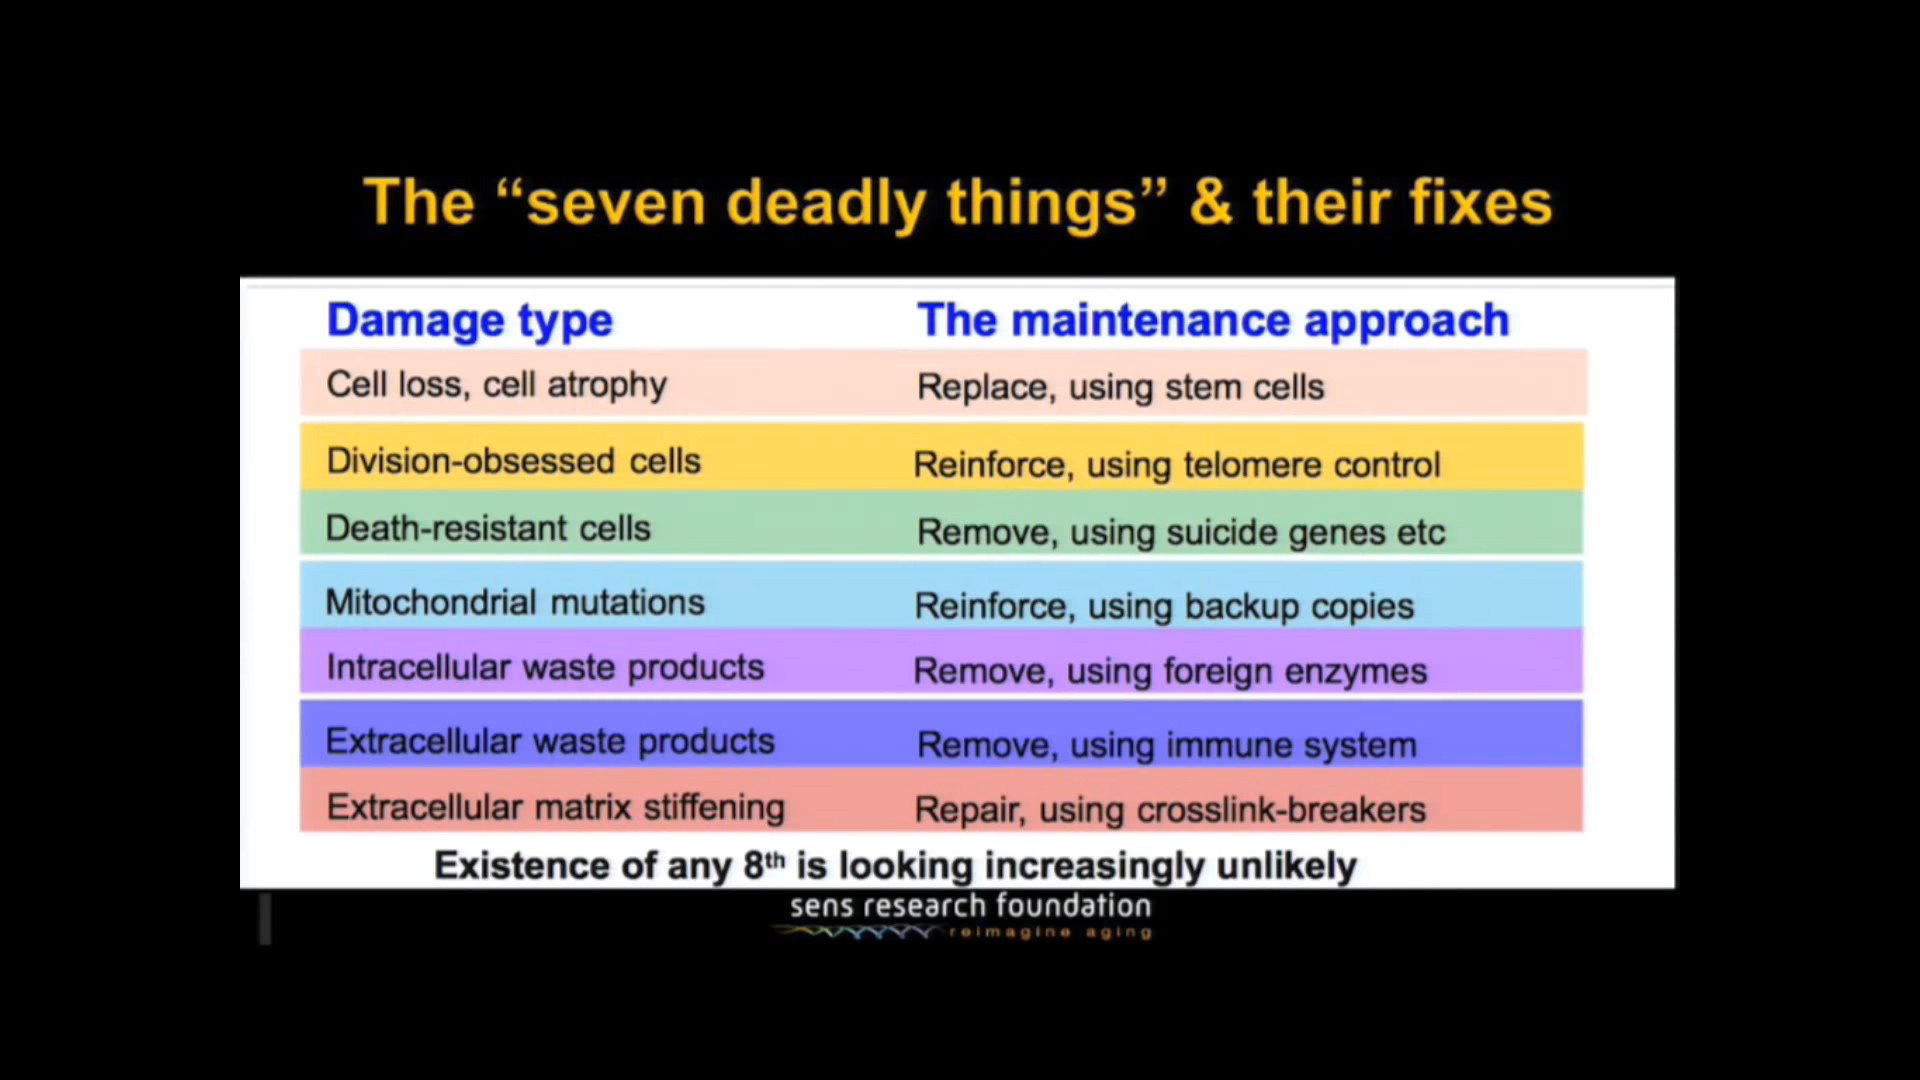 The “seven deadly things” & their fixes
Damage type The maintenance approach
Cell loss, cell atrophy Replace, using stem cells
Division-obsessed cells Reinforce, using telomere control
Death-resistant cells Remove, using suicide genes etc
Mitochondrial mutations Reinforce, using backup copies
Intracellular waste products Remove, using foreign enzymes
Extracellular waste products Remove, using immune system
Extracellular matrix stiffening Repair, using crosslink-breakers
Existence of any 8th is looking increasingly unlikely
sens research foundation
reimagine aging